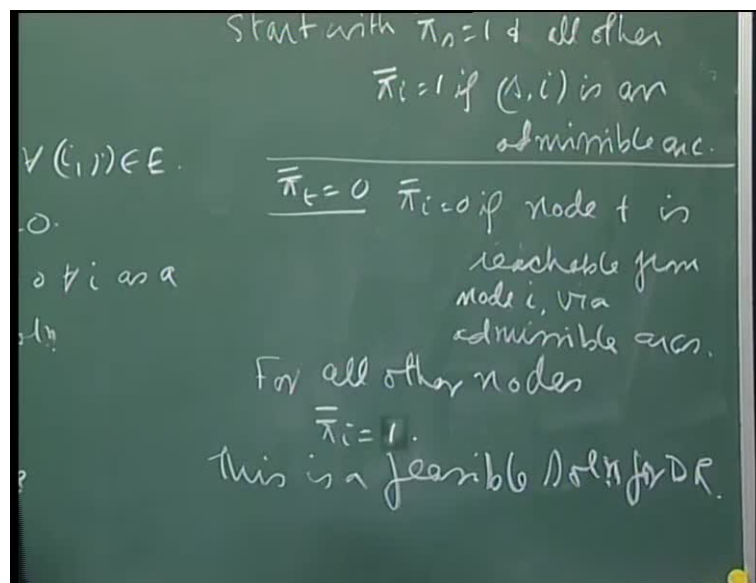 Start with π_s = 1 & all other
π̿_i = 1 if (s, i) is an
admissible arc.
∀ (i, j) ∈ E.
π̿_t = 0 π̿_i = 0 if node t is
0.
reachable from
0 ∀ i as a
node i, via
admissible arcs.
For all other nodes
π̿_i = 1.
This is a feasible Soln for DR.